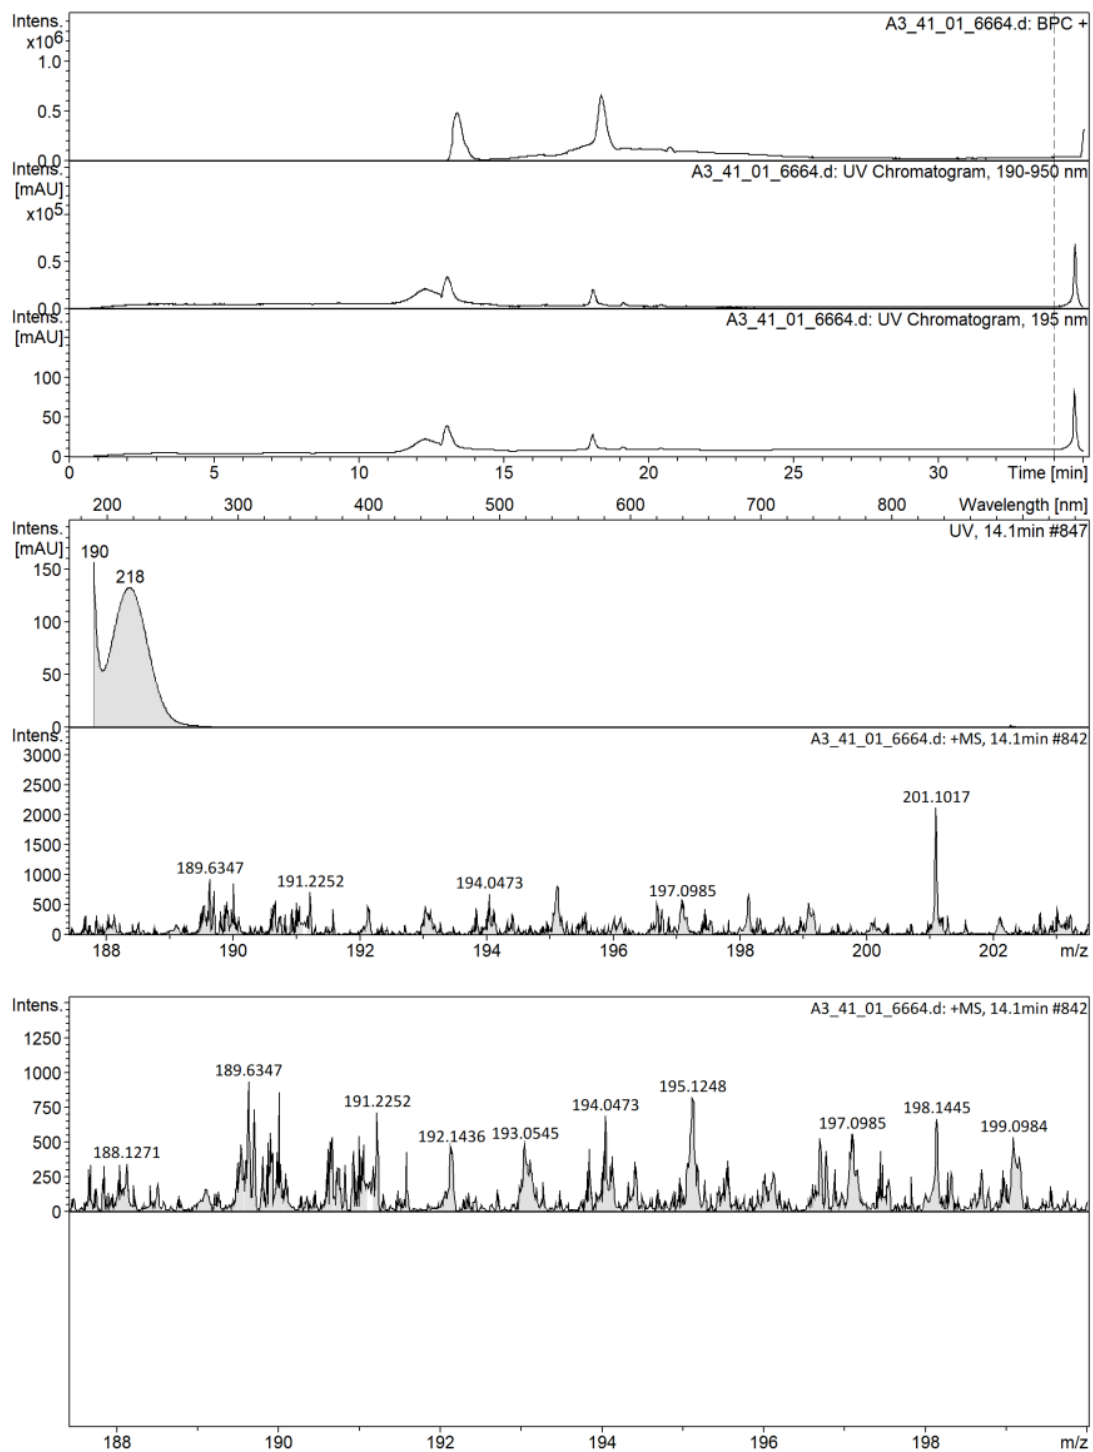 Intens.
x10⁶
A3_41_01_6664.d: BPC +
1.0
0.5
0.0
Intens.
[mAU]
x10⁵
A3_41_01_6664.d: UV Chromatogram, 190-950 nm
0.5
0.0
Intens.
[mAU]
A3_41_01_6664.d: UV Chromatogram, 195 nm
100
50
0
0 5 10 15 20 25 30 Time [min]
200 300 400 500 600 700 800 Wavelength [nm]
Intens.
[mAU]
UV, 14.1min #847
190
218
150
100
50
0
Intens.
A3_41_01_6664.d: +MS, 14.1min #842
3000
2500
2000
1500
1000
500
0
201.1017
189.6347
191.2252
194.0473
197.0985
188 190 192 194 196 198 200 202 m/z
Intens.
A3_41_01_6664.d: +MS, 14.1min #842
1250
1000
750
500
250
0
189.6347
195.1248
191.2252
194.0473
198.1445
192.1436
193.0545
197.0985
199.0984
188.1271
188 190 192 194 196 198 m/z